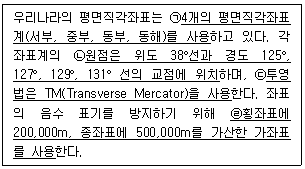 우리나라의 평면직각좌표는 ㉠4개의 평면직각좌표
계(서부, 중부, 동부, 동해)를 사용하고 있다. 각
좌표계의 ㉡원점은 위도 38°선과 경도 125°,
127°, 129°, 131° 선의 교점에 위치하며, ㉢투영
법은 TM(Transverse Mercator)을 사용한다. 좌표
의 음수 표기를 방지하기 위해 ㉣횡좌표에
200,000m, 종좌표에 500,000m를 가산한 가좌표
를 사용한다.